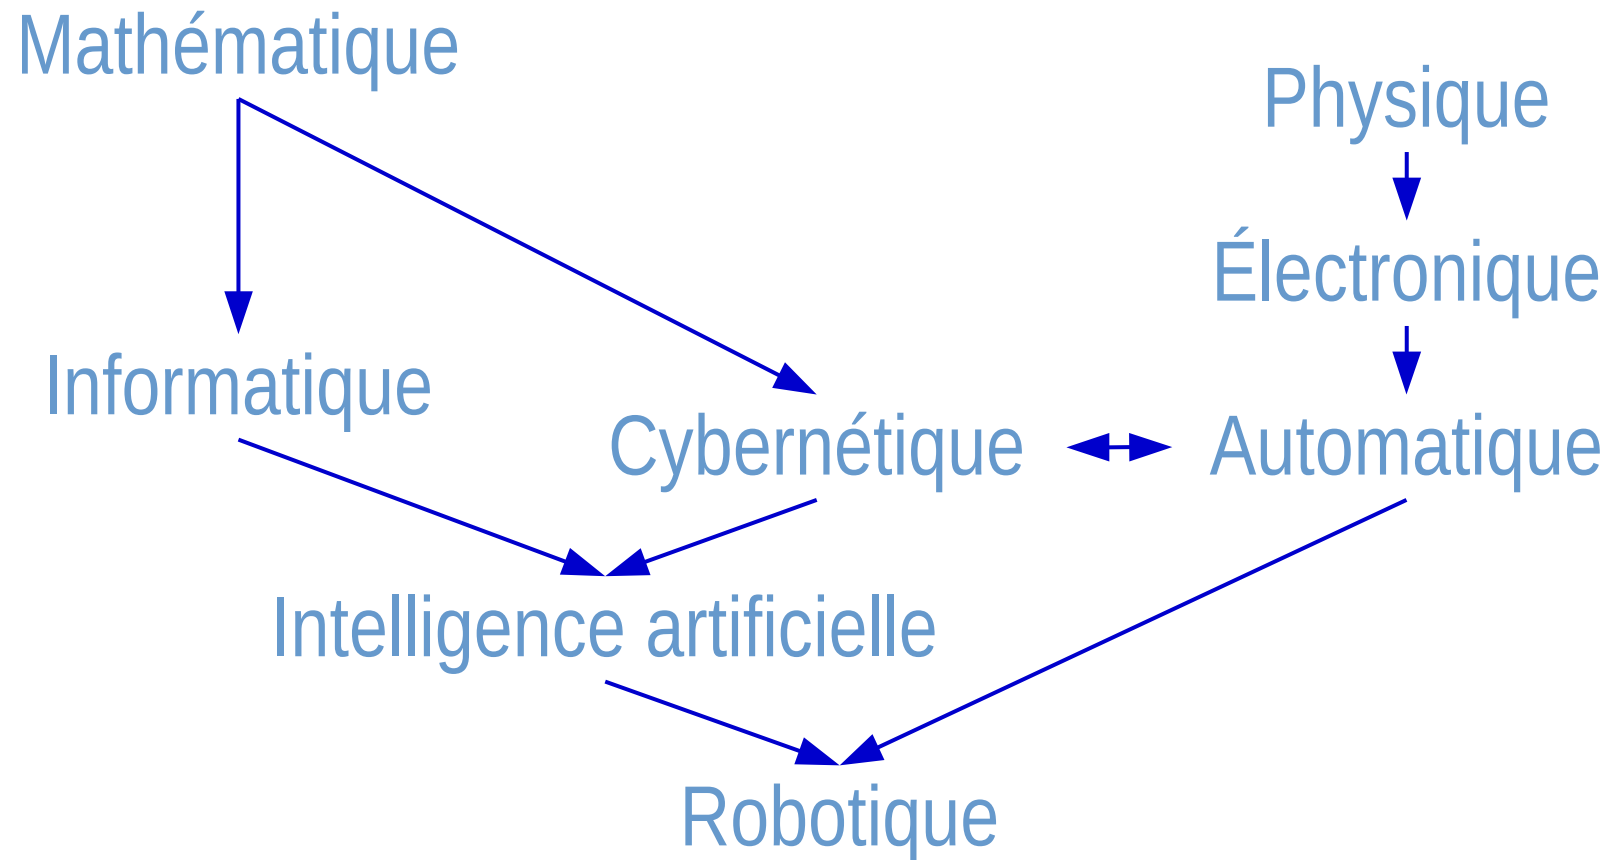 Mathématique
Physique
Électronique
Informatique
Cybernétique
Automatique
Intelligence artificielle
Robotique